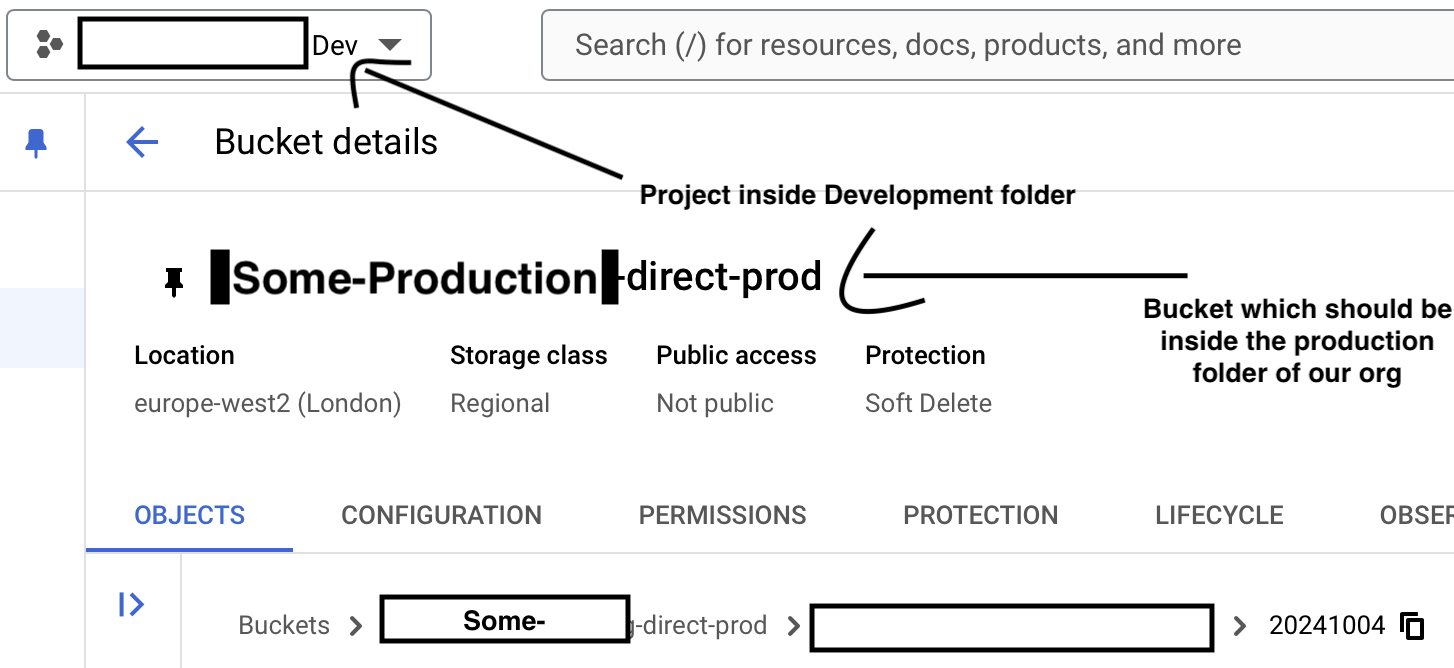 Dev
Search (/) for resources, docs, products, and more
Bucket details
Project inside Development folder
Some-Production-direct-prod
Bucket which should be
inside the production
folder of our org
Location Storage class Public access Protection
europe-west2 (London) Regional Not public Soft Delete
OBJECTS CONFIGURATION PERMISSIONS PROTECTION LIFECYCLE
Buckets Some- -direct-prod 20241004